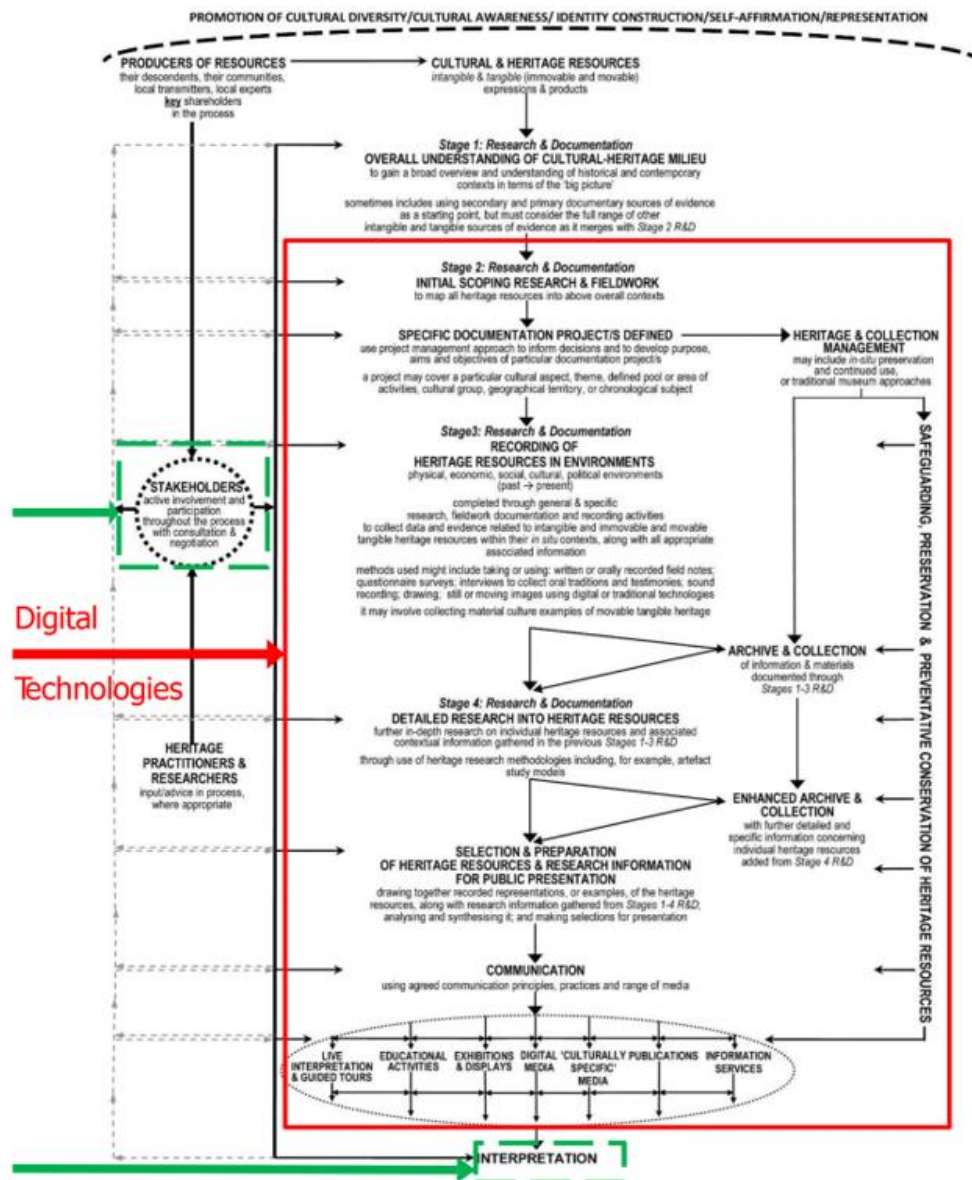 PROMOTION OF CULTURAL DIVERSITY/CULTURAL AWARENESS/ IDENTITY CONSTRUCTION/SELF-AFFIRMATION/REPRESENTATION
PRODUCERS OF RESOURCES
their descendents, their communities,
local transmitters, local experts
key shareholders
in the process
CULTURAL & HERITAGE RESOURCES
intangible & tangible (immovable and movable)
expressions & products
Stage 1: Research & Documentation
OVERALL UNDERSTANDING OF CULTURAL-HERITAGE MILIEU
to gain a broad overview and understanding of historical and contemporary
contexts in terms of the 'big picture'
sometimes includes using secondary and primary documentary sources of evidence
as a starting point, but must consider the full range of other
intangible and tangible sources of evidence as it merges with Stage 2 R&D
Stage 2: Research & Documentation
INITIAL SCOPING RESEARCH & FIELDWORK
to map all heritage resources into above overall contexts
SPECIFIC DOCUMENTATION PROJECT/S DEFINED
use project management approach to inform decisions and to develop purpose,
aims and objectives of particular documentation project/s
a project may cover a particular cultural aspect, theme, defined pool or area of
activities, cultural group, geographical territory, or chronological subject
HERITAGE & COLLECTION
MANAGEMENT
may include in-situ preservation
and continued use,
or traditional museum approaches
Stage3: Research & Documentation
RECORDING OF
HERITAGE RESOURCES IN ENVIRONMENTS
physical, economic, social, cultural, political environments
(past → present)
completed through general & specific
research, fieldwork documentation and recording activities
to collect data and evidence related to intangible and immovable and movable
tangible heritage resources within their in situ contexts, along with all appropriate
associated information
methods used might include taking or using: written or orally recorded field notes;
questionnaire surveys; interviews to collect oral traditions and testimonies; sound
recording; drawing; still or moving images using digital or traditional technologies
it may involve collecting material culture examples of movable tangible heritage
STAKEHOLDERS
active involvement and
participation
throughout the process
with consultation &
negotiation
Digital
Technologies
HERITAGE
PRACTITIONERS &
RESEARCHERS
input/advice in process,
where appropriate
ARCHIVE & COLLECTION
of information & materials
documented through
Stages 1-3 R&D
Stage 4: Research & Documentation
DETAILED RESEARCH INTO HERITAGE RESOURCES
further in-depth research on individual heritage resources and associated
contextual information gathered in the previous Stages 1-3 R&D
through use of heritage research methodologies including, for example, artefact
study models
ENHANCED ARCHIVE &
COLLECTION
with further detailed and
specific information concerning
individual heritage resources
added from Stage 4 R&D
SAFEGUARDING, PRESERVATION & PREVENTATIVE CONSERVATION OF HERITAGE RESOURCES
SELECTION & PREPARATION
OF HERITAGE RESOURCES & RESEARCH INFORMATION
FOR PUBLIC PRESENTATION
drawing together recorded representations, or examples, of the heritage
resources, along with research information gathered from Stages 1-4 R&D;
analysing and synthesising it; and making selections for presentation
COMMUNICATION
using agreed communication principles, practices and range of media
LIVE
INTERPRETATION
& GUIDED TOURS
EDUCATIONAL
ACTIVITIES
EXHIBITIONS
& DISPLAYS
DIGITAL
MEDIA
'CULTURALLY
SPECIFIC'
MEDIA
PUBLICATIONS
INFORMATION
SERVICES
INTERPRETATION